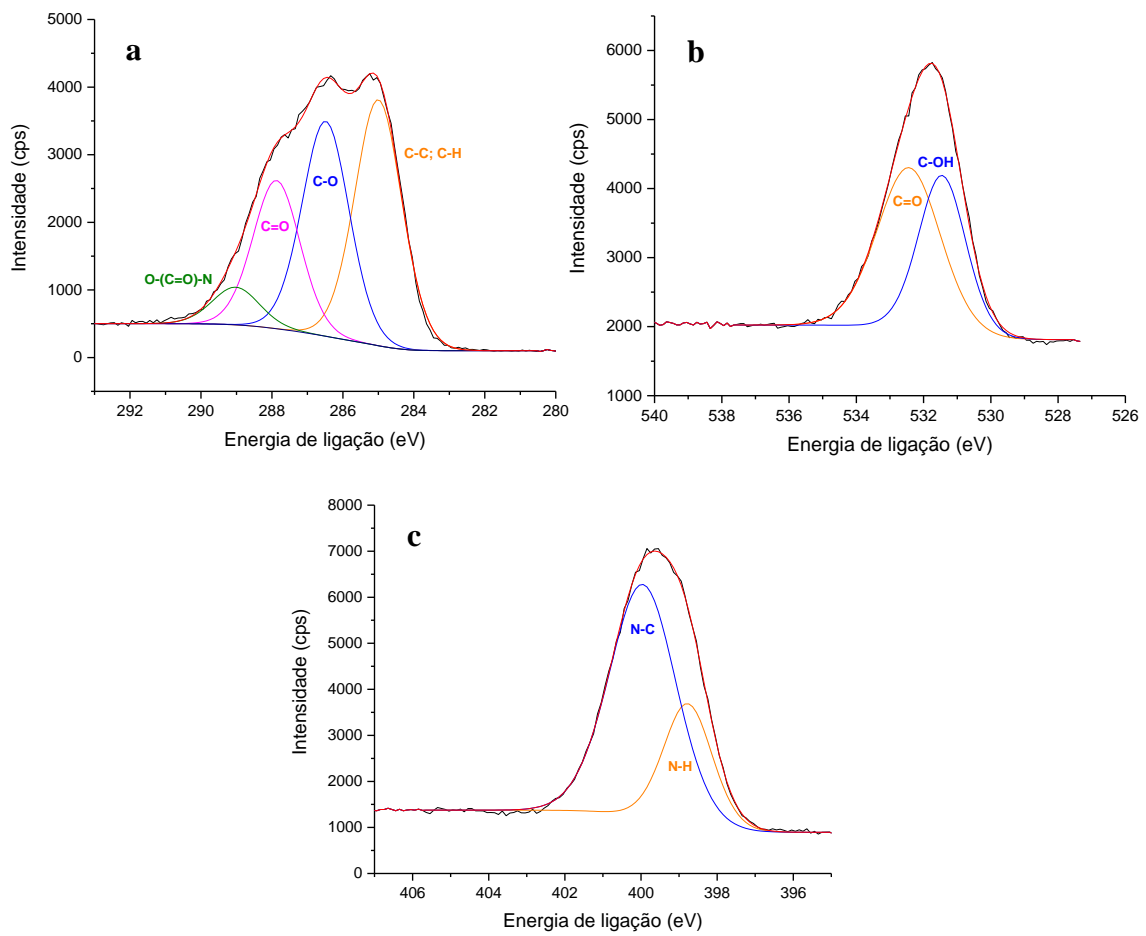 a
5000
4000
3000
2000
1000
0
292 290 288 286 284 282 280
Intensidade (cps)
Energia de ligação (eV)
O-(C=O)-N
C=O
C-O
C-C; C-H
b
6000
5000
4000
3000
2000
1000
540 538 536 534 532 530 528 526
Intensidade (cps)
Energia de ligação (eV)
C=O
C-OH
c
8000
7000
6000
5000
4000
3000
2000
1000
0
406 404 402 400 398 396
Intensidade (cps)
Energia de ligação (eV)
N-C
N-H